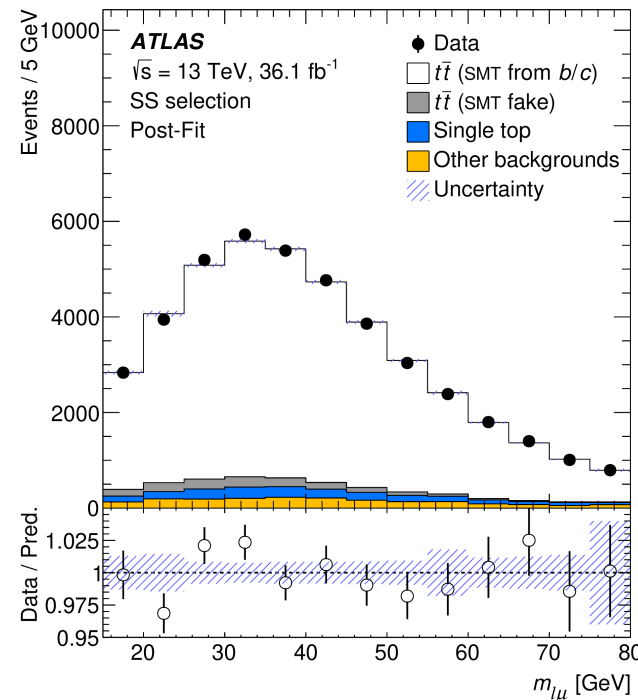 Events / 5 GeV
10000
8000
6000
4000
2000
0
ATLAS
√s = 13 TeV, 36.1 fb⁻¹
SS selection
Post-Fit
Data
tt̄ (SMT from b/c)
tt̄ (SMT fake)
Single top
Other backgrounds
Uncertainty
Data / Pred.
1.025
1
0.975
0.95
20 30 40 50 60 70 80
m_lμ [GeV]